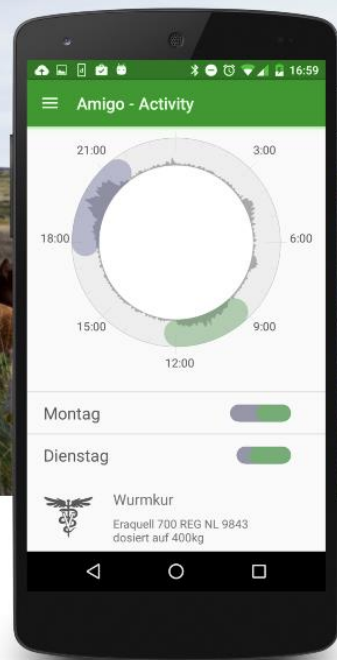 16:59
Amigo - Activity
21:00
3:00
18:00
6:00
15:00
9:00
12:00
Montag
Dienstag
Wurmkur
Eraquell 700 REG NL 9843
dosiert auf 400kg